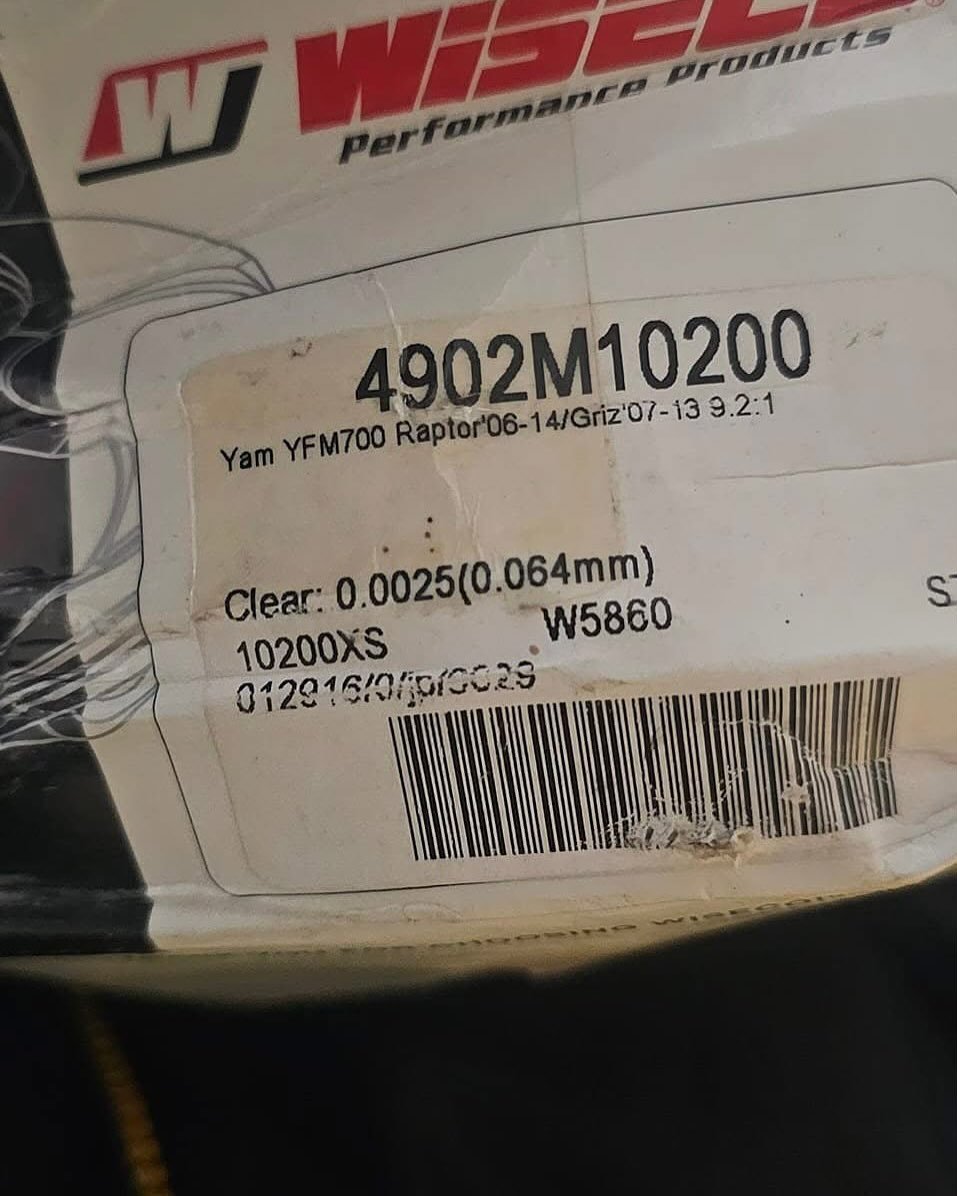 W WISECO
Performance Products
4902M10200
Yam YFM700 Raptor'06-14/Griz'07-13 9.2:1
Clear: 0.0025(0.064mm)
10200XS W5860